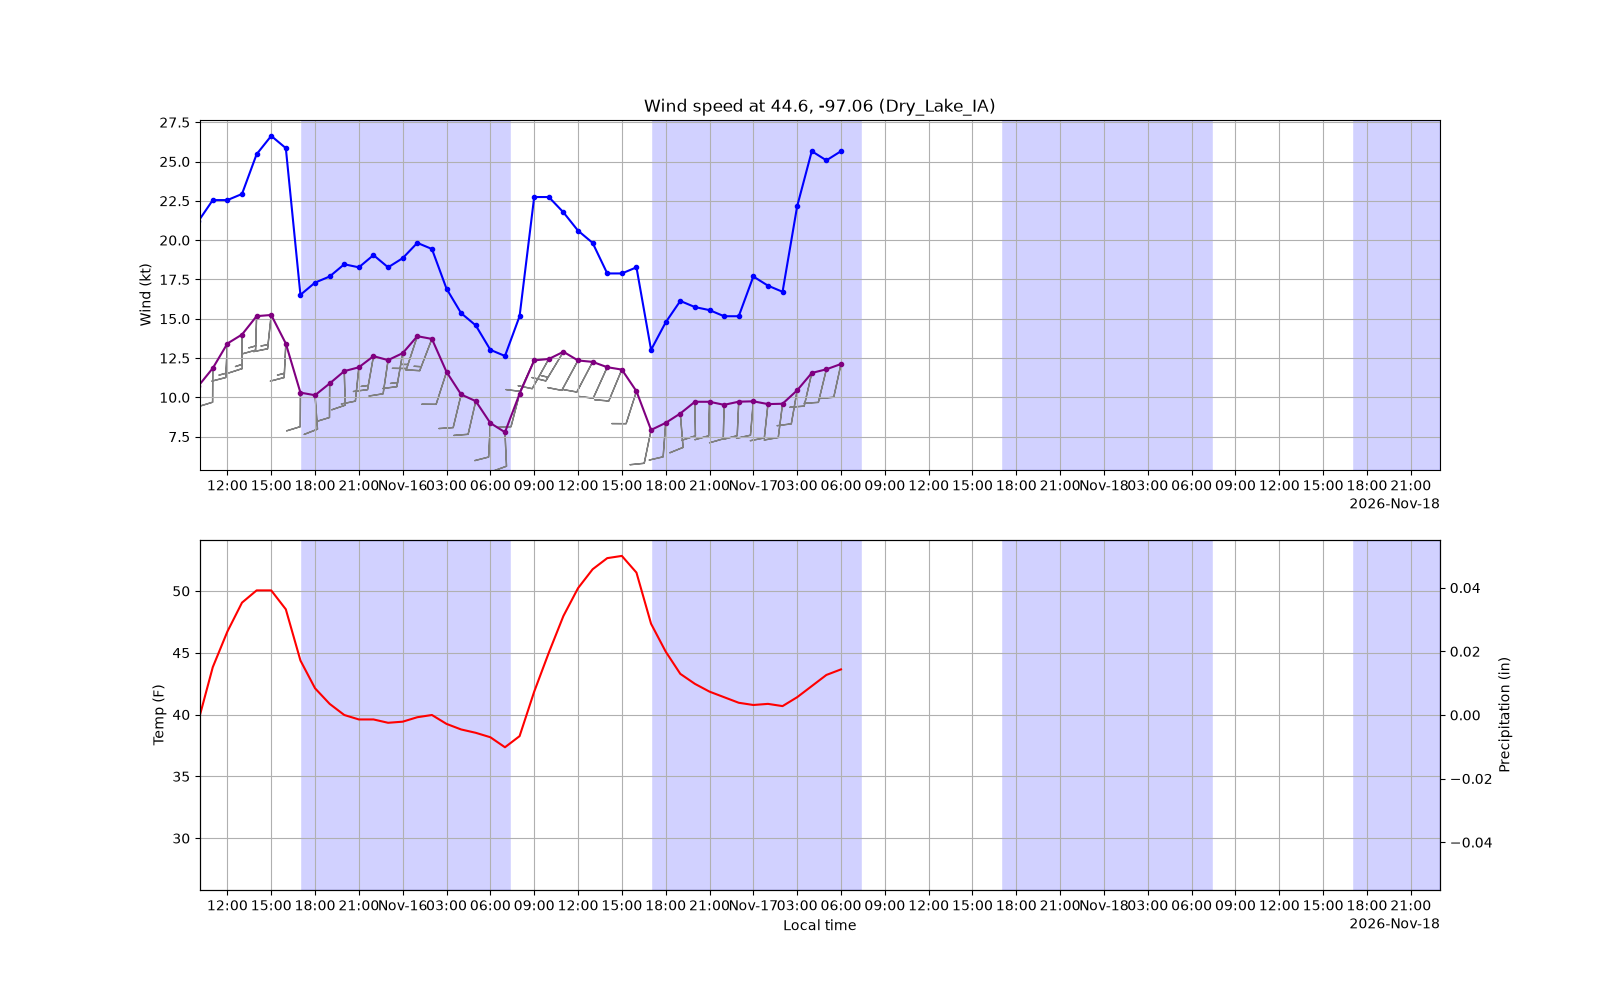 Wind speed at 44.6, -97.06 (Dry_Lake_IA)
Wind (kt)
27.5
25.0
22.5
20.0
17.5
15.0
12.5
10.0
7.5
12:00 15:00 18:00 21:00 Nov-16 03:00 06:00 09:00 12:00 15:00 18:00 21:00 Nov-17 03:00 06:00 09:00 12:00 15:00 18:00 21:00 Nov-18 03:00 06:00 09:00 12:00 15:00 18:00 21:00
2026-Nov-18
Temp (F)
50
45
40
35
30
0.04
0.02
0.00
−0.02
−0.04
Precipitation (in)
12:00 15:00 18:00 21:00 Nov-16 03:00 06:00 09:00 12:00 15:00 18:00 21:00 Nov-17 03:00 06:00 09:00 12:00 15:00 18:00 21:00 Nov-18 03:00 06:00 09:00 12:00 15:00 18:00 21:00
2026-Nov-18
Local time